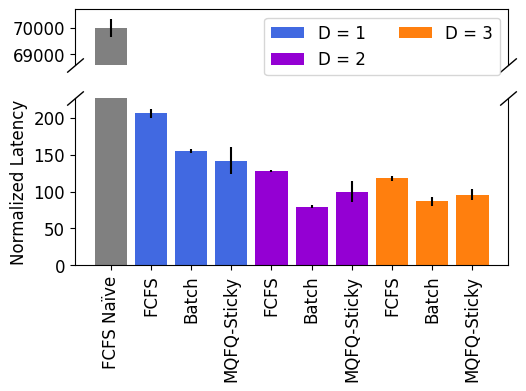 70000
69000
D = 1
D = 2
D = 3
Normalized Latency
200
150
100
50
0
FCFS Naïve
FCFS
Batch
MQFQ-Sticky
FCFS
Batch
MQFQ-Sticky
FCFS
Batch
MQFQ-Sticky